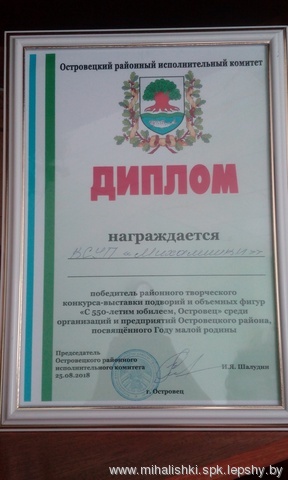 Островецкий районный исполнительный комитет
ДИПЛОМ
награждается
КСУП «Михалишки»
победитель районного творческого
конкурса-выставки подворий и объемных фигур
«С 550-летим юбилеем, Островец» среди
организаций и предприятий Островецкого района,
посвящённого Году малой родины
Председатель
Островецкого районного
исполнительного комитета
25.08.2018
И.Я. Шалудин
г. Островец
www.mihalishki.spk.lepshy.by